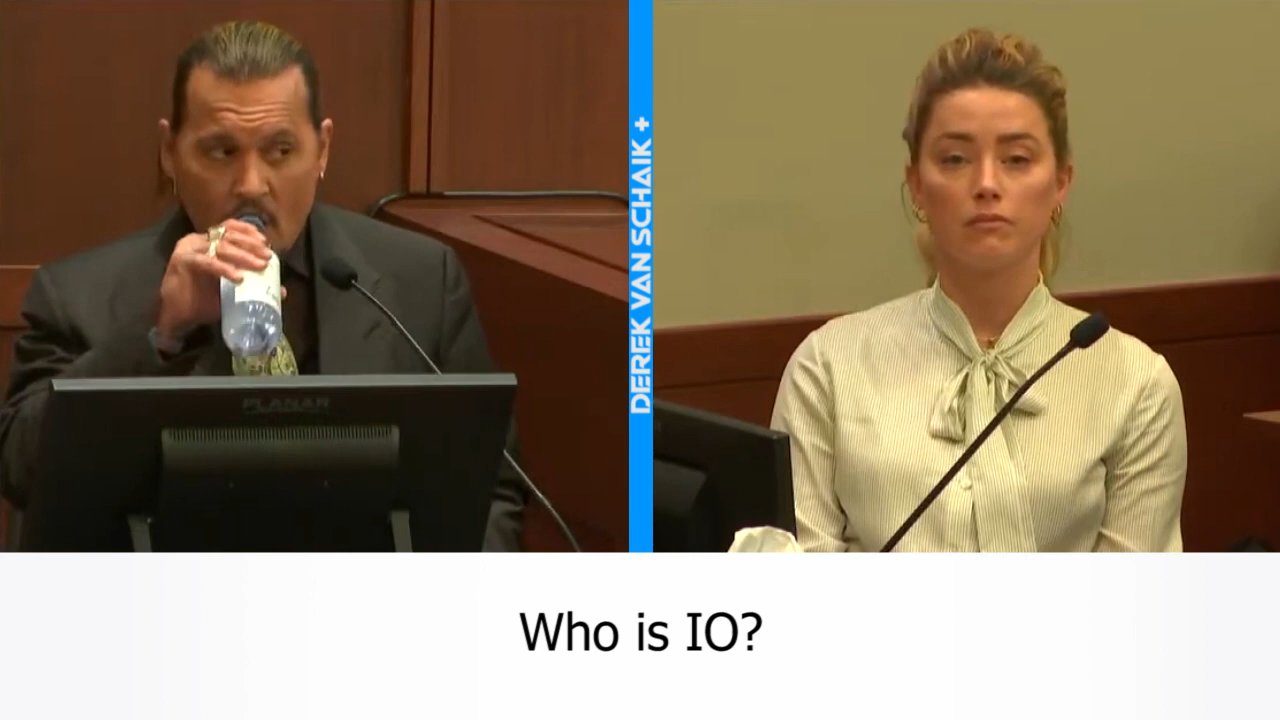 DEREK VAN SCHAIK +
PLANAR
Who is IO?